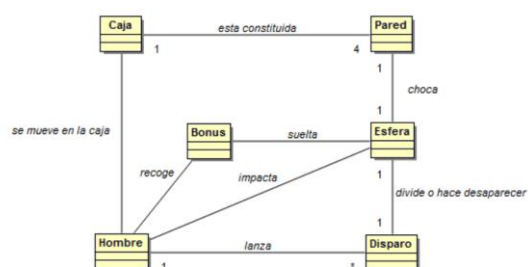 Caja
esta constituida
Pared
1
4
1
choca
1
se mueve en la caja
Bonus
suelta
Esfera
recoge
impacta
1
divide o hace desaparecer
1
Hombre
lanza
Disparo
1
*